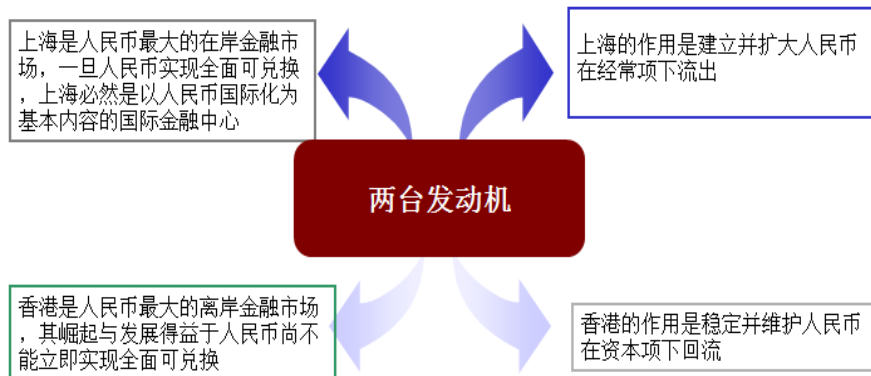 上海是人民币最大的在岸金融市
场，一旦人民币实现全面可兑换
，上海必然是以人民币国际化为
基本内容的国际金融中心
上海的作用是建立并扩大人民币
在经常项下流出
两台发动机
香港是人民币最大的离岸金融市场
，其崛起与发展得益于人民币尚不
能立即实现全面可兑换
香港的作用是稳定并维护人民币
在资本项下回流